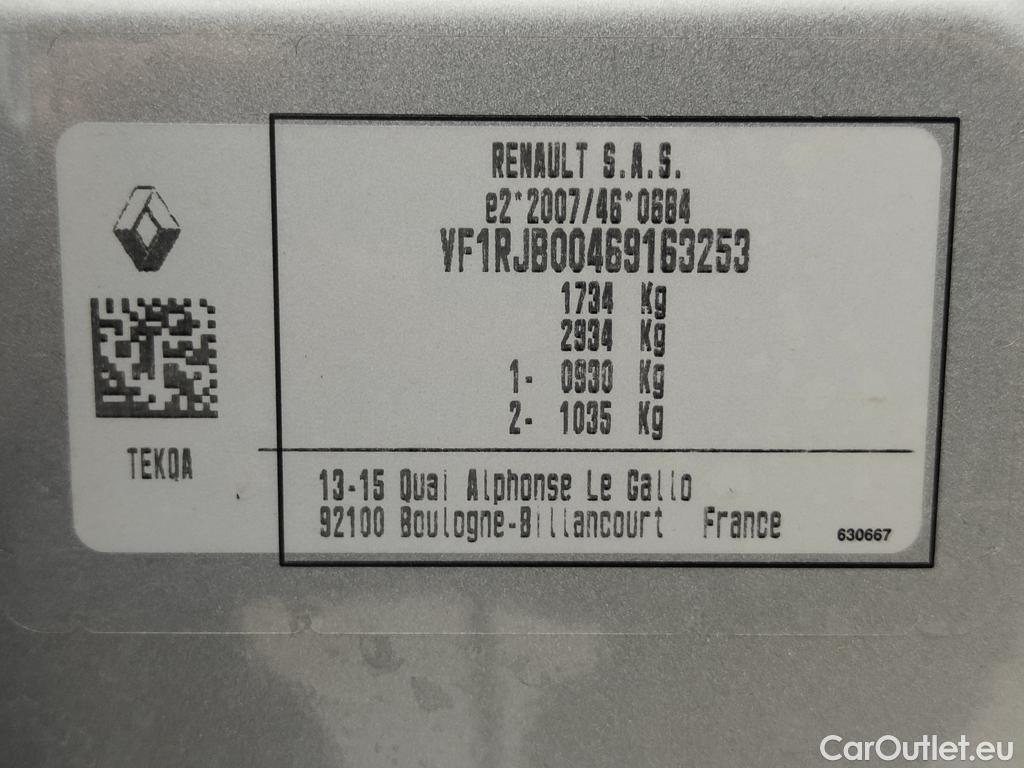 RENAULT S.A.S.
e2*2007/46*0684
VF1RJB00469163253
1734 Kg
2934 Kg
1- 0930 Kg
2- 1035 Kg
TEKQA
13-15 Quai Alphonse Le Gallo
92100 Boulogne-Billancourt France
630667
CarOutlet.eu